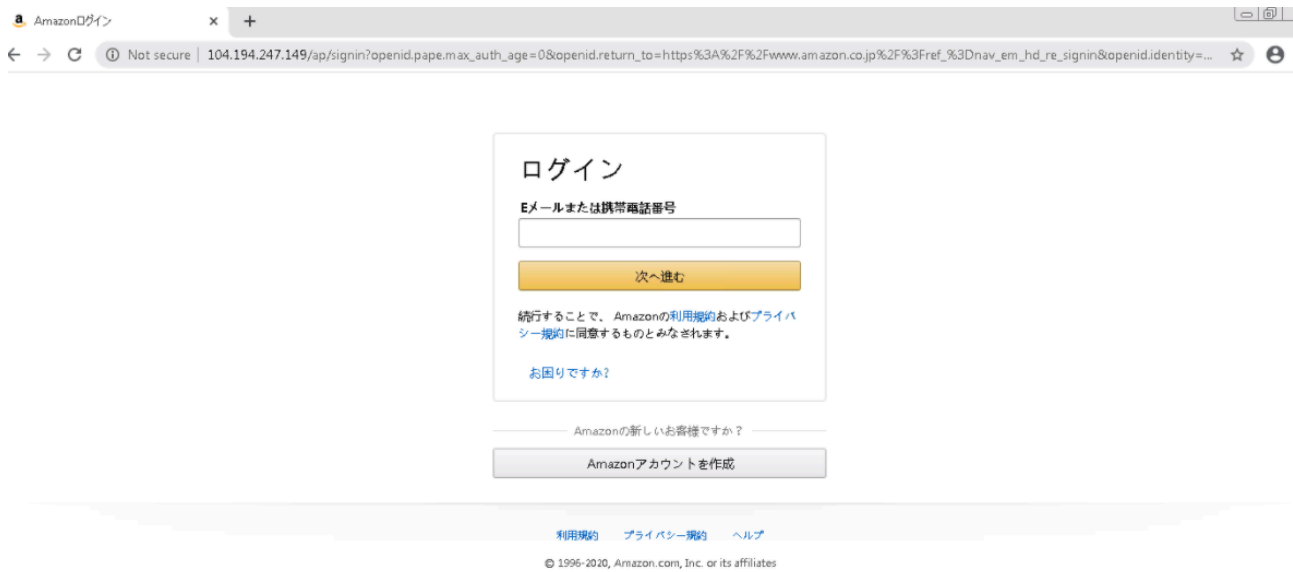 Amazonログイン
Not secure | 104.194.247.149/ap/signin?openid.pape.max_auth_age=0&openid.return_to=https%3A%2F%2Fwww.amazon.co.jp%2F%3Fref_%3Dnav_em_hd_re_signin&openid.identity=...
ログイン
Eメールまたは携帯電話番号
次へ進む
続行することで、 Amazonの利用規約およびプライバ
シー規約に同意するものとみなされます。
お困りですか?
Amazonの新しいお客様ですか？
Amazonアカウントを作成
利用規約 プライバシー規約 ヘルプ
© 1996-2020, Amazon.com, Inc. or its affiliates